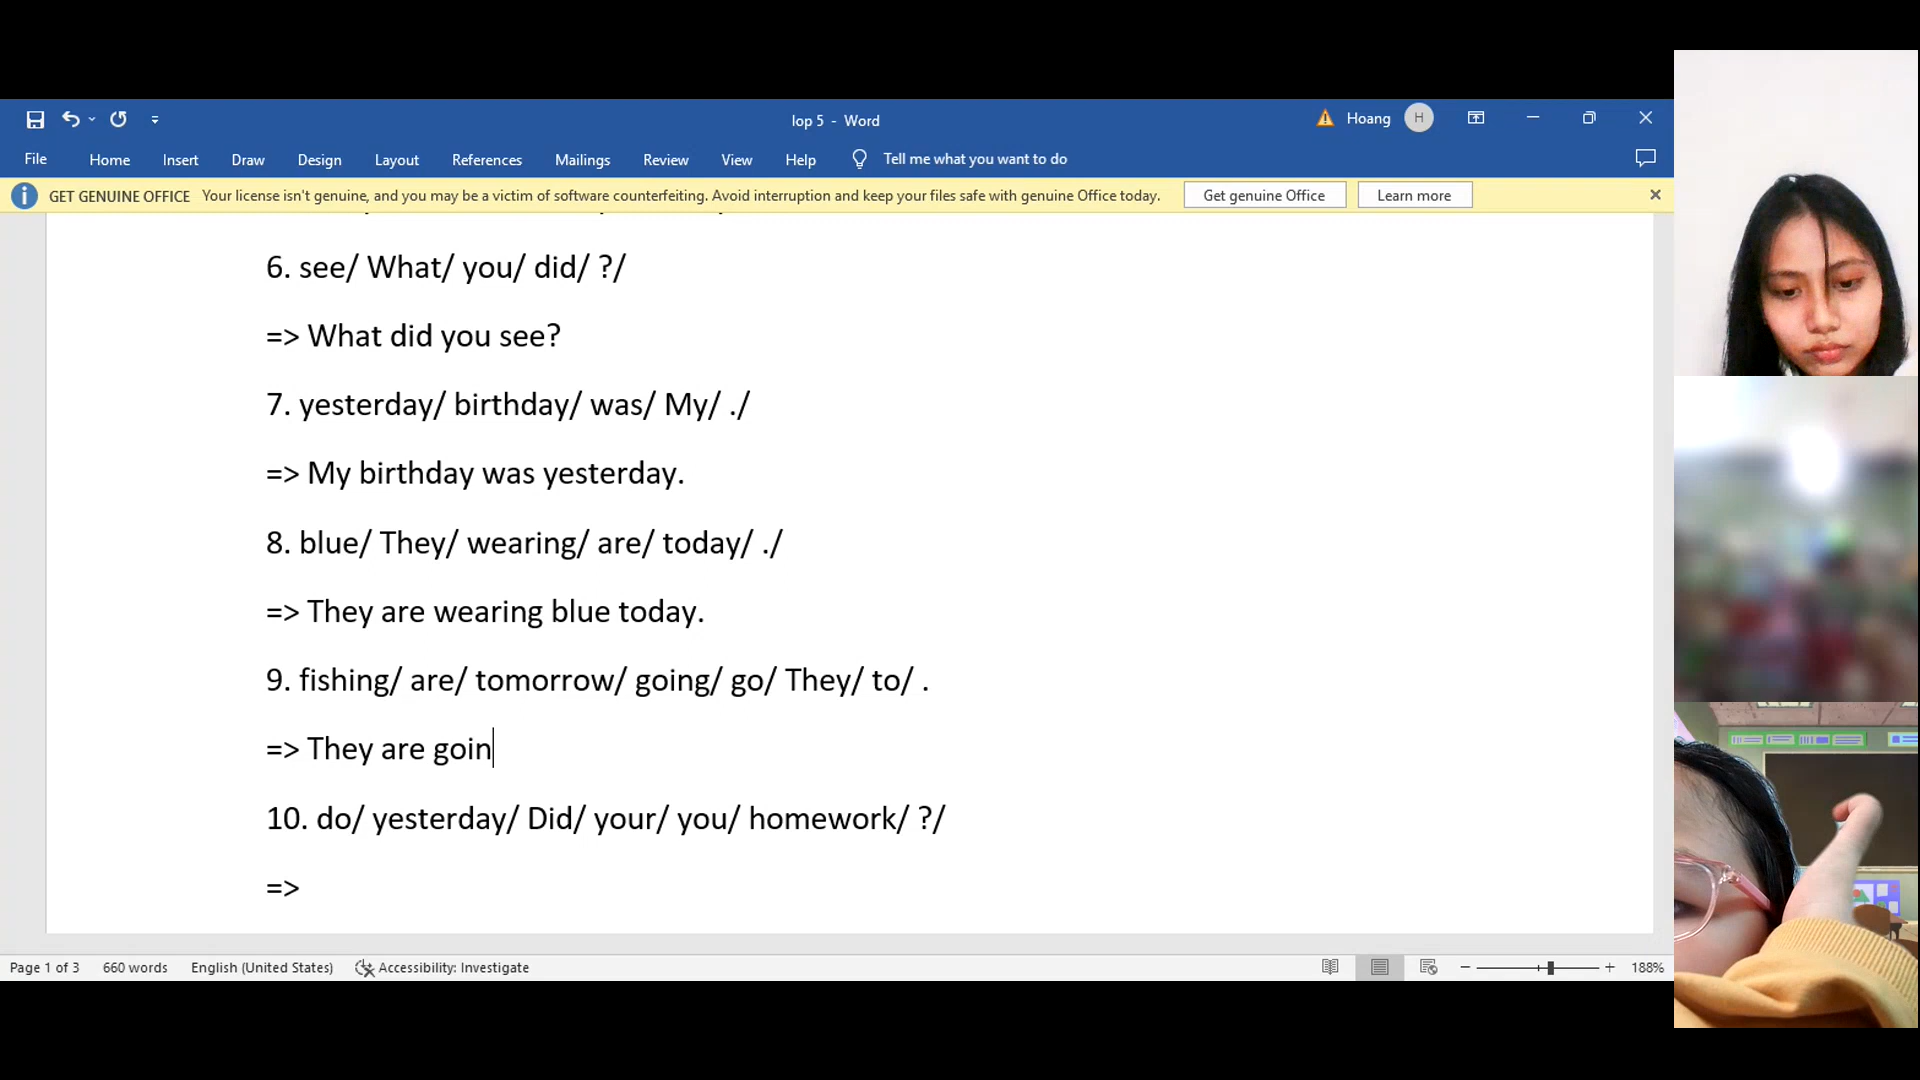 lop 5 - Word
Hoang
H
File Home Insert Draw Design Layout References Mailings Review View Help Tell me what you want to do
GET GENUINE OFFICE Your license isn't genuine, and you may be a victim of software counterfeiting. Avoid interruption and keep your files safe with genuine Office today. Get genuine Office Learn more
6. see/ What/ you/ did/ ?/
=> What did you see?
7. yesterday/ birthday/ was/ My/ ./
=> My birthday was yesterday.
8. blue/ They/ wearing/ are/ today/ ./
=> They are wearing blue today.
9. fishing/ are/ tomorrow/ going/ go/ They/ to/ .
=> They are goin
10. do/ yesterday/ Did/ your/ you/ homework/ ?/
=>
Page 1 of 3 660 words English (United States) Accessibility: Investigate 188%